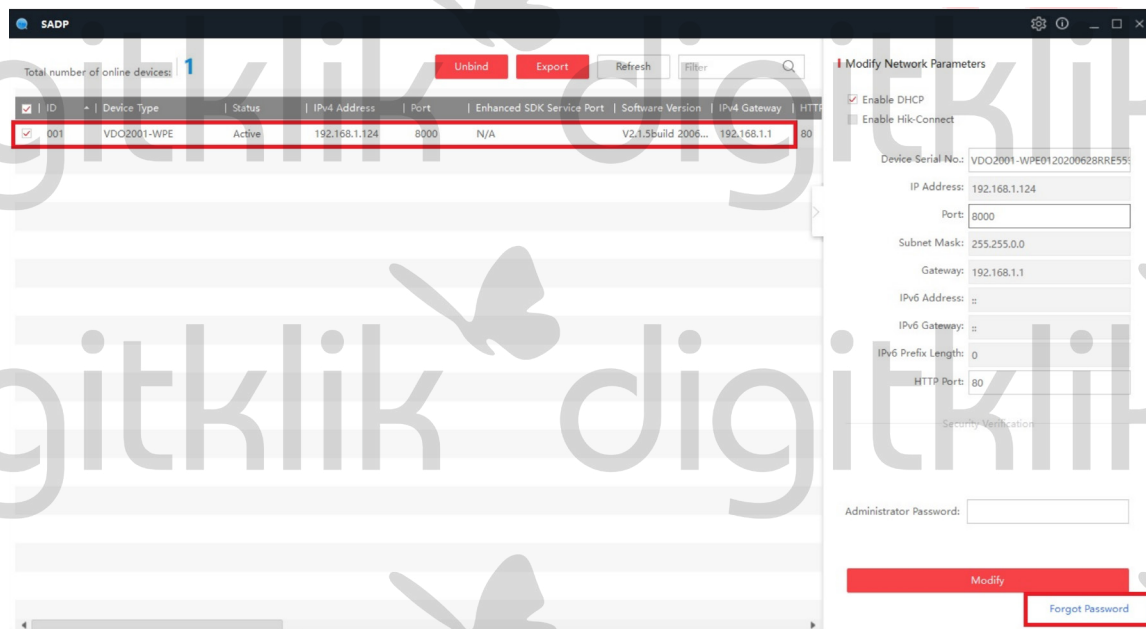 SADP
Total number of online devices: 1
Unbind
Export
Refresh
Filter
ID | Device Type | Status | IPv4 Address | Port | Enhanced SDK Service Port | Software Version | IPv4 Gateway | HTTP
001 VDO2001-WPE Active 192.168.1.124 8000 N/A V2.1.5build 2006... 192.168.1.1 80
Modify Network Parameters
Enable DHCP
Enable Hik-Connect
Device Serial No.: VDO2001-WPE0120200628RRE55
IP Address: 192.168.1.124
Port: 8000
Subnet Mask: 255.255.0.0
Gateway: 192.168.1.1
IPv6 Address: ::
IPv6 Gateway: ::
IPv6 Prefix Length: 0
HTTP Port: 80
Security Verification
Administrator Password:
Modify
Forgot Password
gitklik digitklik
gitklik digitklik